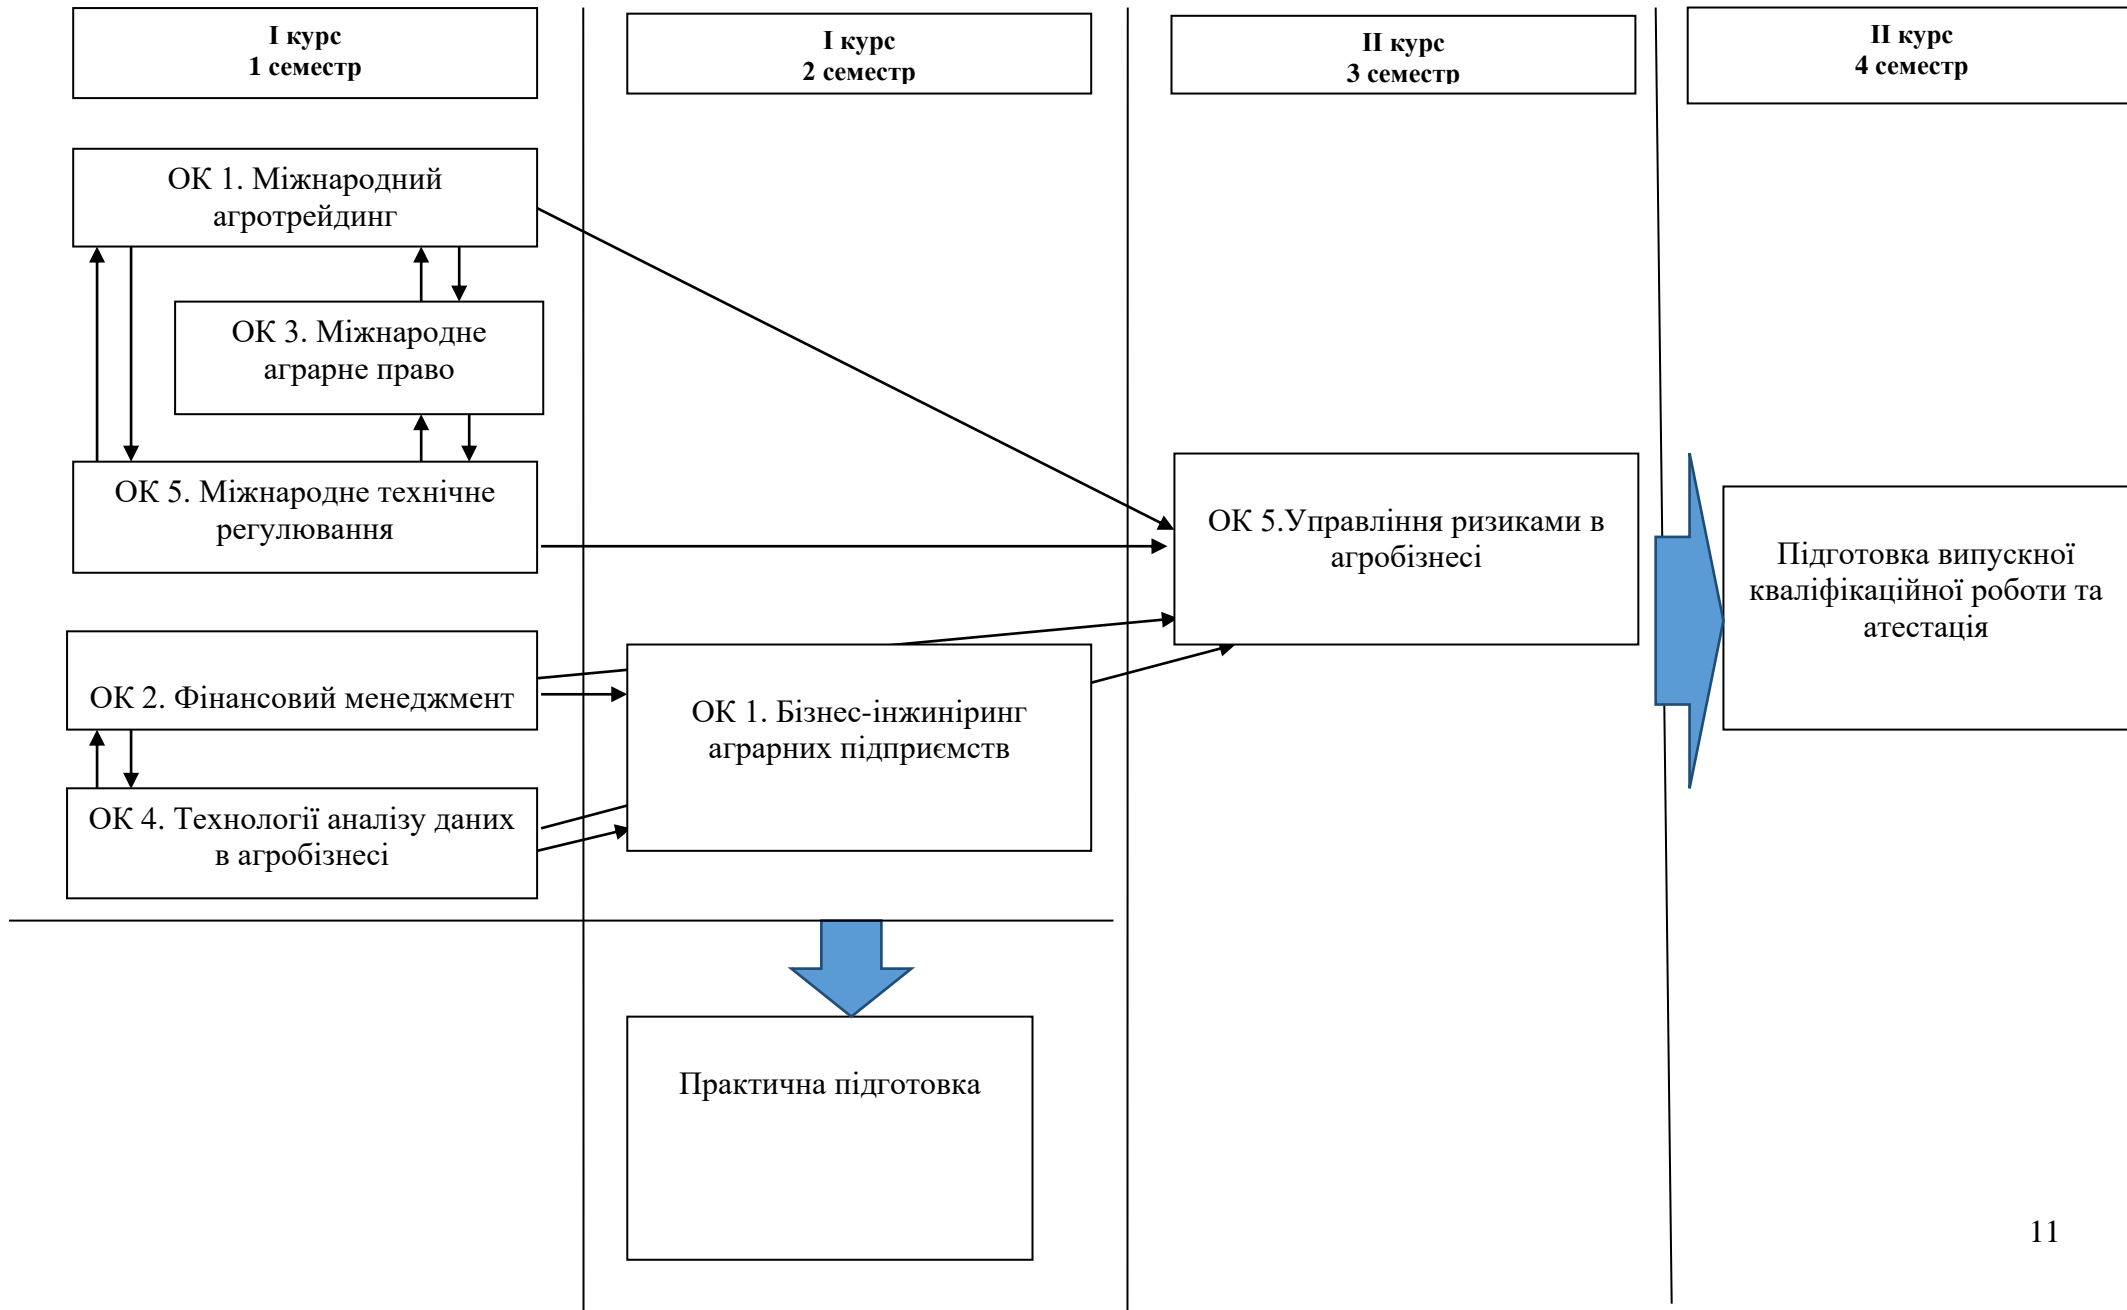 І курс
1 семестр
І курс
2 семестр
ІІ курс
3 семестр
ІІ курс
4 семестр
ОК 1. Міжнародний
агротрейдинг
ОК 3. Міжнародне
аграрне право
ОК 5. Міжнародне технічне
регулювання
ОК 2. Фінансовий менеджмент
ОК 4. Технології аналізу даних
в агробізнесі
ОК 1. Бізнес-інжиніринг
аграрних підприємств
Практична підготовка
ОК 5.Управління ризиками в
агробізнесі
Підготовка випускної
кваліфікаційної роботи та
атестація
11